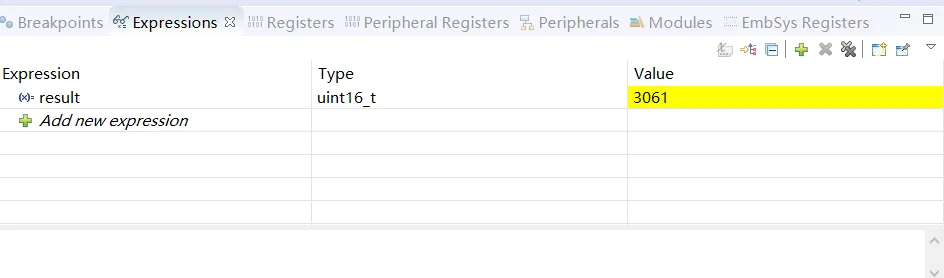 Breakpoints Expressions Registers Peripheral Registers Peripherals Modules EmbSys Registers
Expression Type Value
(x)= result uint16_t 3061
Add new expression